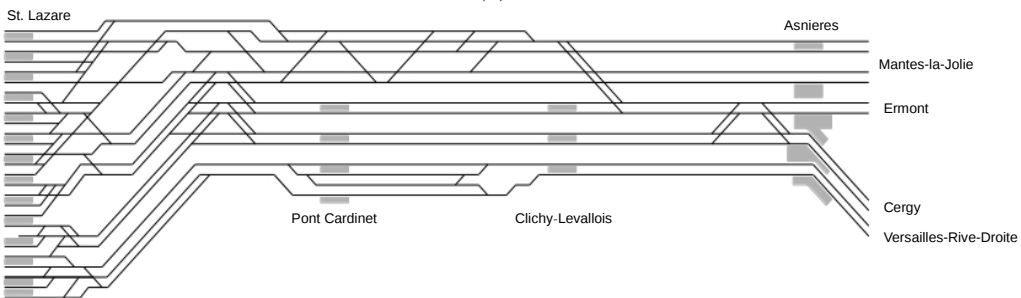 St. Lazare
Asnieres
Mantes-la-Jolie
Ermont
Pont Cardinet
Clichy-Levallois
Cergy
Versailles-Rive-Droite